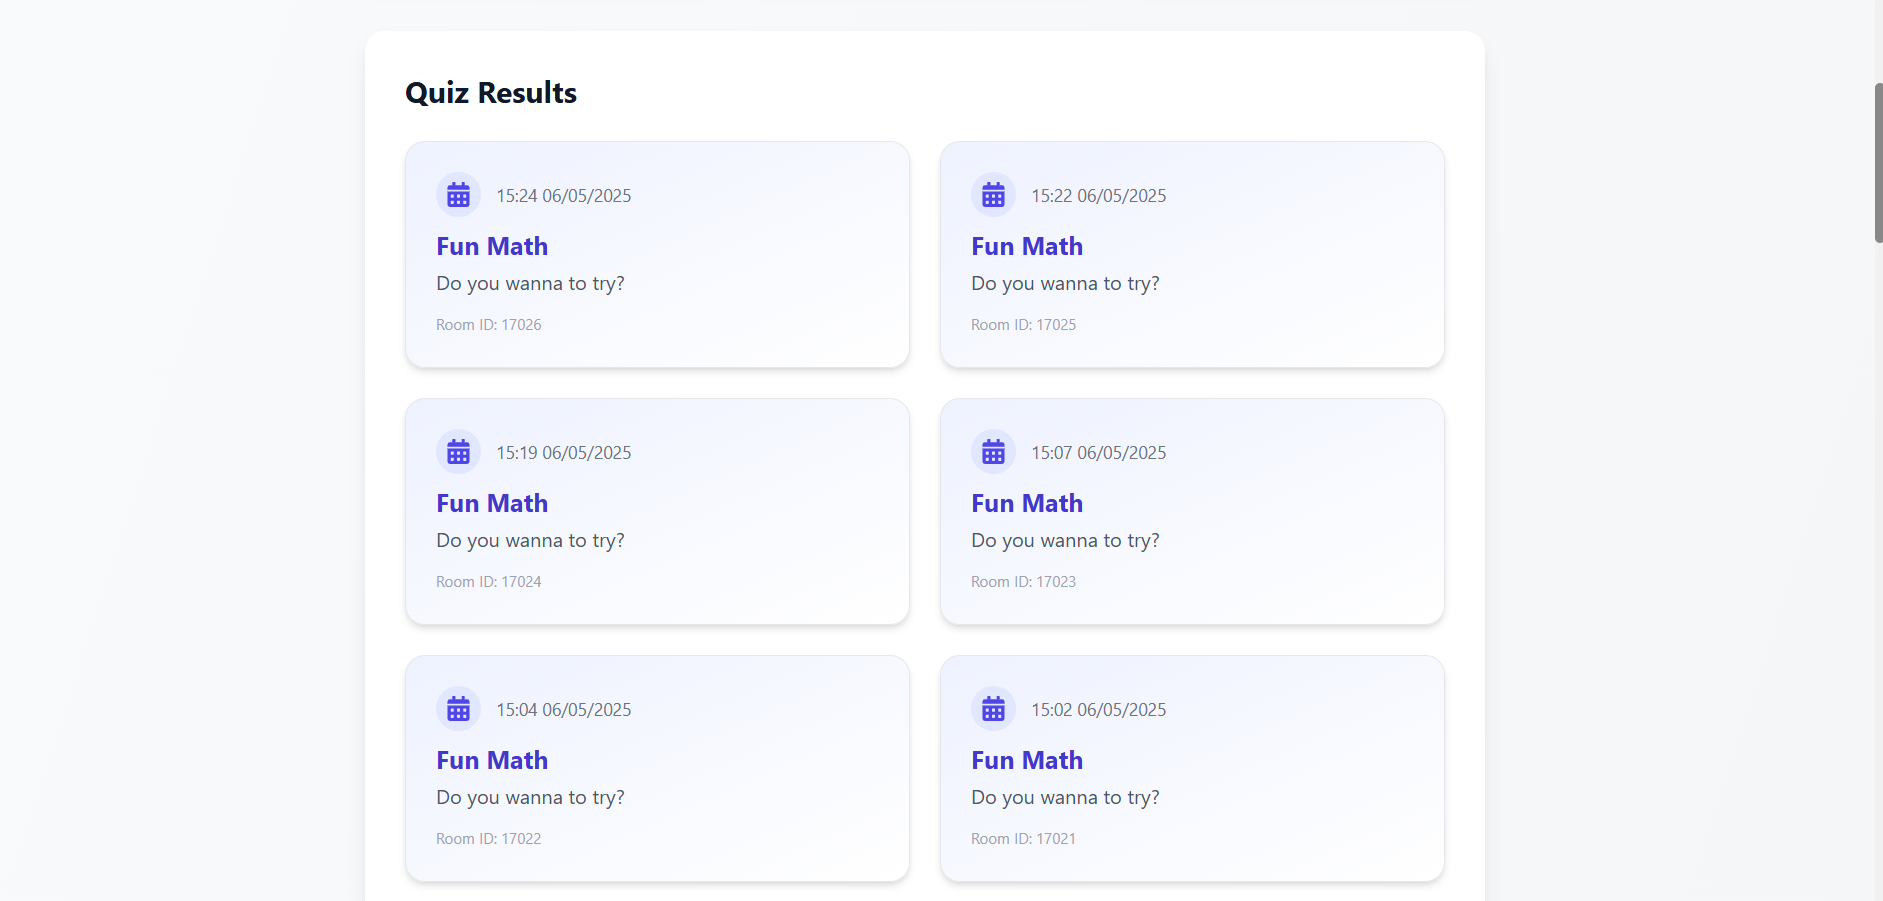 Quiz Results
15:24 06/05/2025
Fun Math
Do you wanna to try?
Room ID: 17026
15:22 06/05/2025
Fun Math
Do you wanna to try?
Room ID: 17025
15:19 06/05/2025
Fun Math
Do you wanna to try?
Room ID: 17024
15:07 06/05/2025
Fun Math
Do you wanna to try?
Room ID: 17023
15:04 06/05/2025
Fun Math
Do you wanna to try?
Room ID: 17022
15:02 06/05/2025
Fun Math
Do you wanna to try?
Room ID: 17021